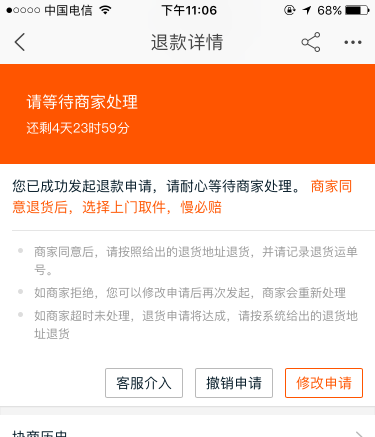 中国电信 下午11:06 68%
退款详情
请等待商家处理
还剩4天23时59分
您已成功发起退款申请，请耐心等待商家处理。 商家同
意退货后，选择上门取件，慢必赔
商家同意后，请按照给出的退货地址退货，并请记录退货运单
号。
如商家拒绝，您可以修改申请后再次发起，商家会重新处理
如商家超时未处理，退货申请将达成，请按系统给出的退货地
址退货
客服介入 撤销申请 修改申请
协商历史